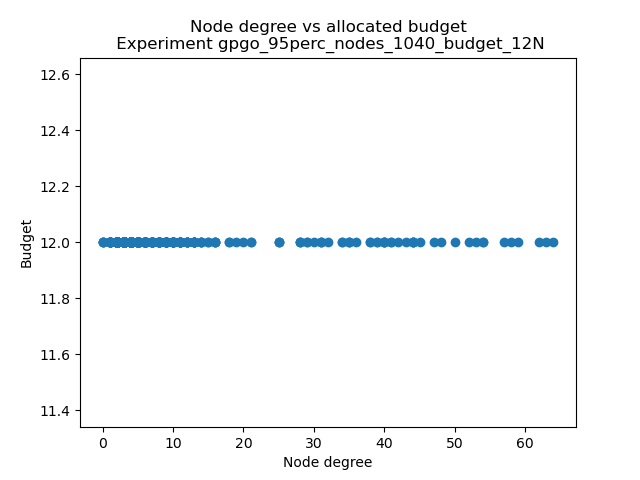 Node degree vs allocated budget
Experiment gpgo_95perc_nodes_1040_budget_12N
12.6
12.4
12.2
12.0
11.8
11.6
11.4
Budget
0 10 20 30 40 50 60
Node degree